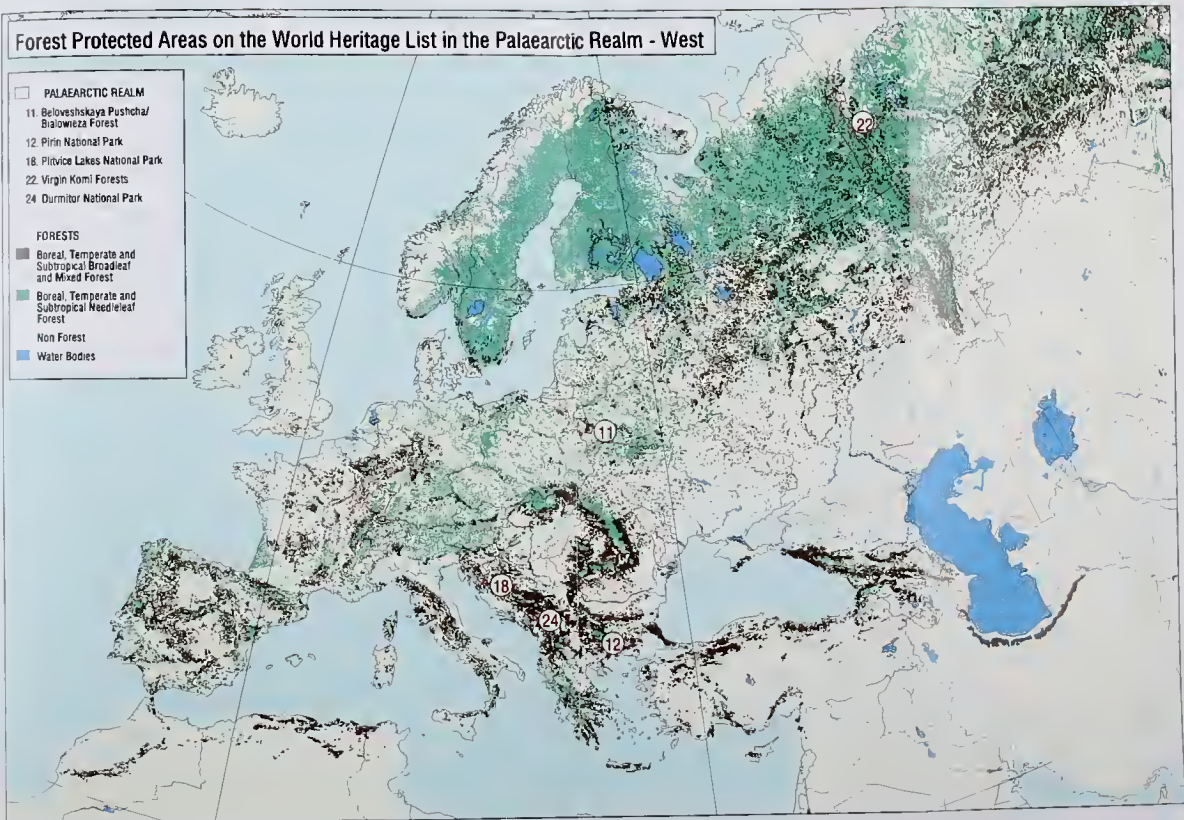 Forest Protected Areas on the World Heritage List in the Palaearctic Realm - West
PALAEARCTIC REALM
11. Beloveshskaya Pushcha/
Bialowieza Forest
12. Pirin National Park
18. Plitvice Lakes National Park
22. Virgin Komi Forests
24 Durmitor National Park
FORESTS
Boreal, Temperate and
Subtropical Broadleaf
and Mixed Forest
Boreal, Temperate and
Subtropical Needleleaf
Forest
Non Forest
Water Bodies
22
11
18
24
12